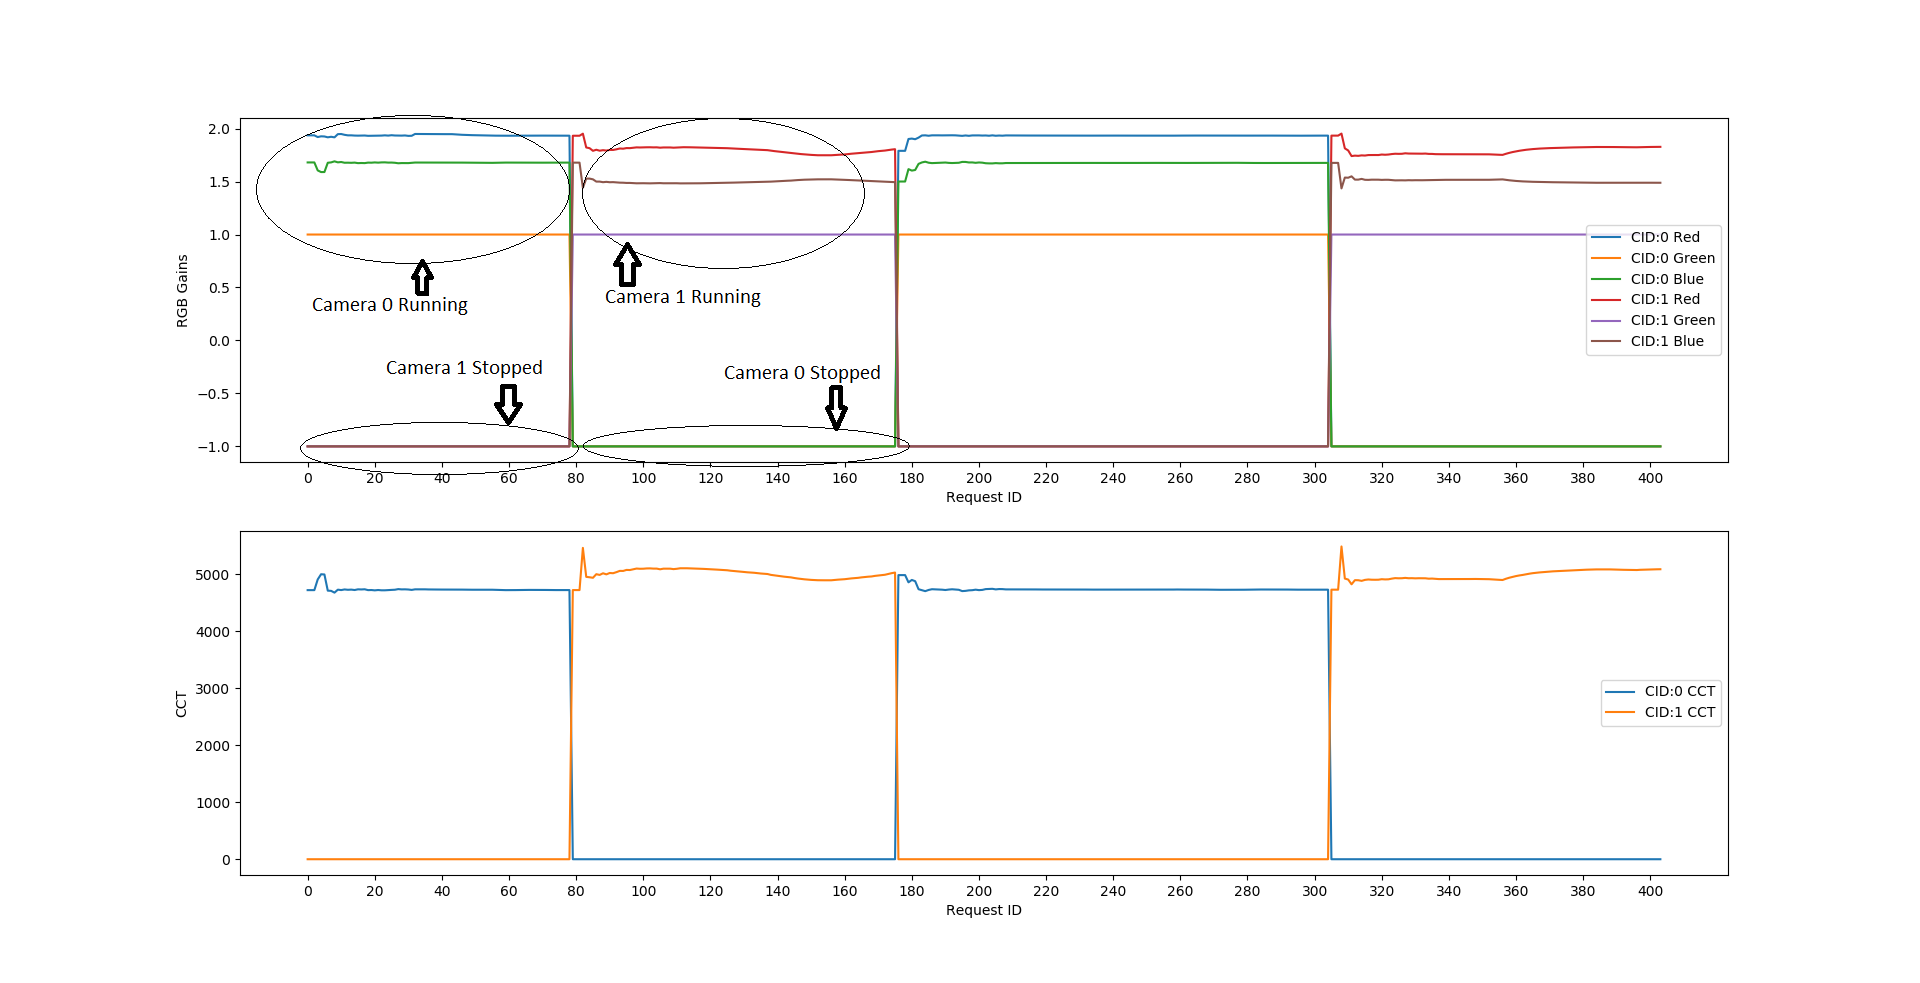 2.0
1.5
1.0
0.5
0.0
−0.5
−1.0
RGB Gains
Camera 0 Running
Camera 1 Running
Camera 1 Stopped
Camera 0 Stopped
CID:0 Red
CID:0 Green
CID:0 Blue
CID:1 Red
CID:1 Green
CID:1 Blue
0 20 40 60 80 100 120 140 160 180 200 220 240 260 280 300 320 340 360 380 400
Request ID
5000
4000
3000
2000
1000
0
CCT
CID:0 CCT
CID:1 CCT
0 20 40 60 80 100 120 140 160 180 200 220 240 260 280 300 320 340 360 380 400
Request ID